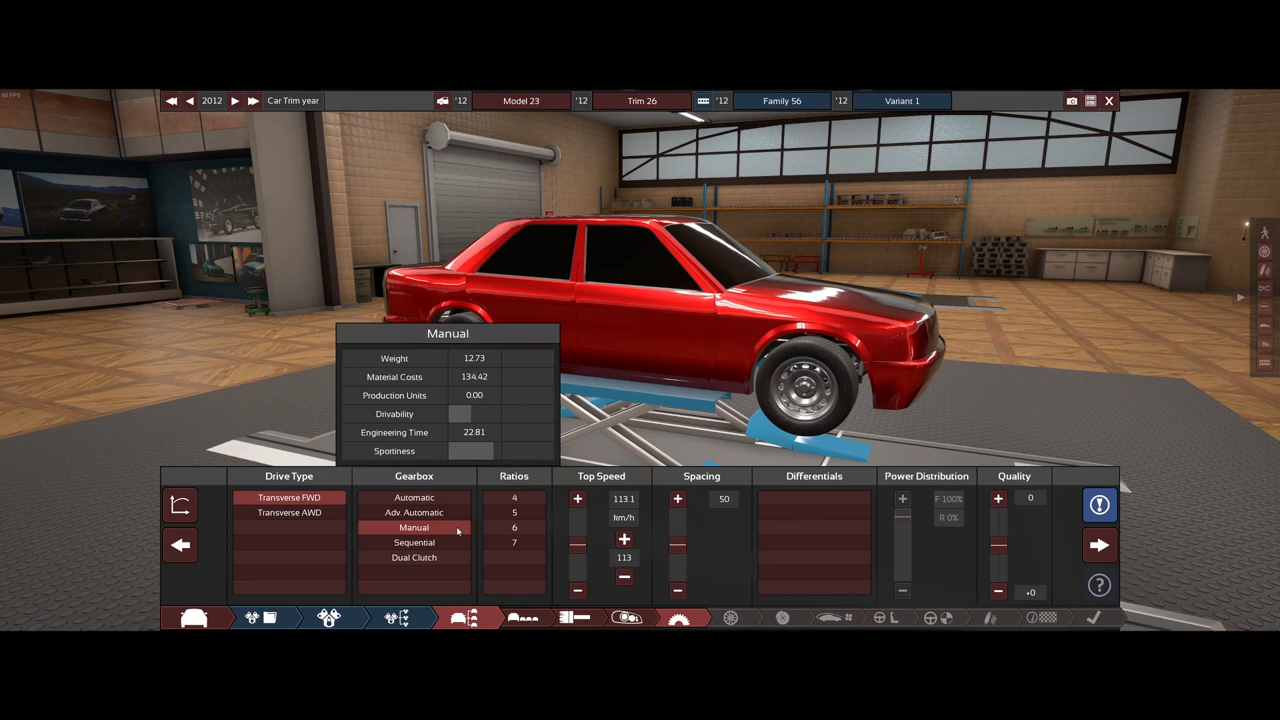 60 FPS
2012
Car Trim year
'12
Model 23
'12
Trim 26
'12
Family 56
'12
Variant 1
X
Manual
Weight 12.73
Material Costs 134.42
Production Units 0.00
Drivability
Engineering Time 22.81
Sportiness
Drive Type
Transverse FWD
Transverse AWD
Gearbox
Automatic
Adv. Automatic
Manual
Sequential
Dual Clutch
Ratios
4
5
6
7
Top Speed
+ 113.1
km/h
+
113
-
-
Spacing
+ 50
-
Differentials
Power Distribution
+ F 100%
R 0%
-
Quality
+ 0
- +0
?